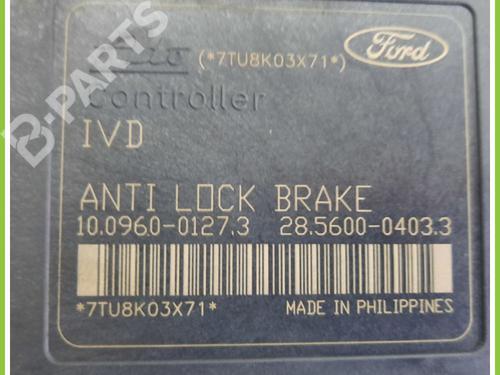 Ate (*7TU8K03X71*) Ford
B-PARTS
Controller
IVD
ANTI LOCK BRAKE
10.0960-0127.3 28.5600-0403.3
*7TU8K03X71* MADE IN PHILIPPINES